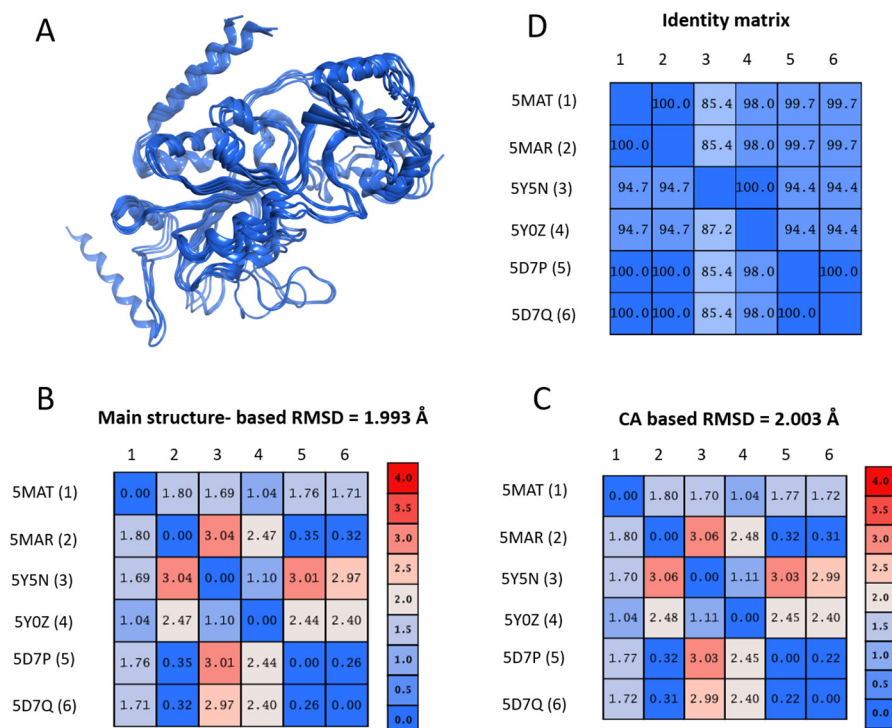 A
D
Identity matrix
1 2 3 4 5 6
5MAT (1) 100.0 85.4 98.0 99.7 99.7
5MAR (2) 100.0 85.4 98.0 99.7 99.7
5Y5N (3) 94.7 94.7 100.0 94.4 94.4
5Y0Z (4) 94.7 94.7 87.2 94.4 94.4
5D7P (5) 100.0 100.0 85.4 98.0 100.0
5D7Q (6) 100.0 100.0 85.4 98.0 100.0
B
Main structure- based RMSD = 1.993 Å
1 2 3 4 5 6
5MAT (1) 0.00 1.80 1.69 1.04 1.76 1.71
5MAR (2) 1.80 0.00 3.04 2.47 0.35 0.32
5Y5N (3) 1.69 3.04 0.00 1.10 3.01 2.97
5Y0Z (4) 1.04 2.47 1.10 0.00 2.44 2.40
5D7P (5) 1.76 0.35 3.01 2.44 0.00 0.26
5D7Q (6) 1.71 0.32 2.97 2.40 0.26 0.00
4.0
3.5
3.0
2.5
2.0
1.5
1.0
0.5
0.0
C
CA based RMSD = 2.003 Å
1 2 3 4 5 6
5MAT (1) 0.00 1.80 1.70 1.04 1.77 1.72
5MAR (2) 1.80 0.00 3.06 2.48 0.32 0.31
5Y5N (3) 1.70 3.06 0.00 1.11 3.03 2.99
5Y0Z (4) 1.04 2.48 1.11 0.00 2.45 2.40
5D7P (5) 1.77 0.32 3.03 2.45 0.00 0.22
5D7Q (6) 1.72 0.31 2.99 2.40 0.22 0.00
4.0
3.5
3.0
2.5
2.0
1.5
1.0
0.5
0.0